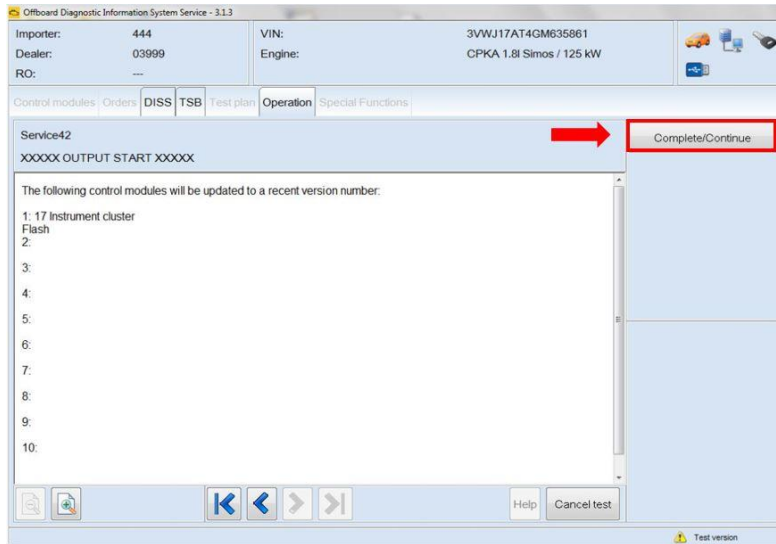 Offboard Diagnostic Information System Service - 3.1.3
Importer: 444 VIN: 3VWJ17AT4GM635861
Dealer: 03999 Engine: CPKA 1.8l Simos / 125 kW
RO: ---
Control modules Orders DISS TSB Test plan Operation Special Functions
Service42
XXXXX OUTPUT START XXXXX
Complete/Continue
The following control modules will be updated to a recent version number:
1: 17 Instrument cluster
Flash
2:
3:
4:
5:
6:
7:
8:
9:
10:
Help Cancel test
Test version